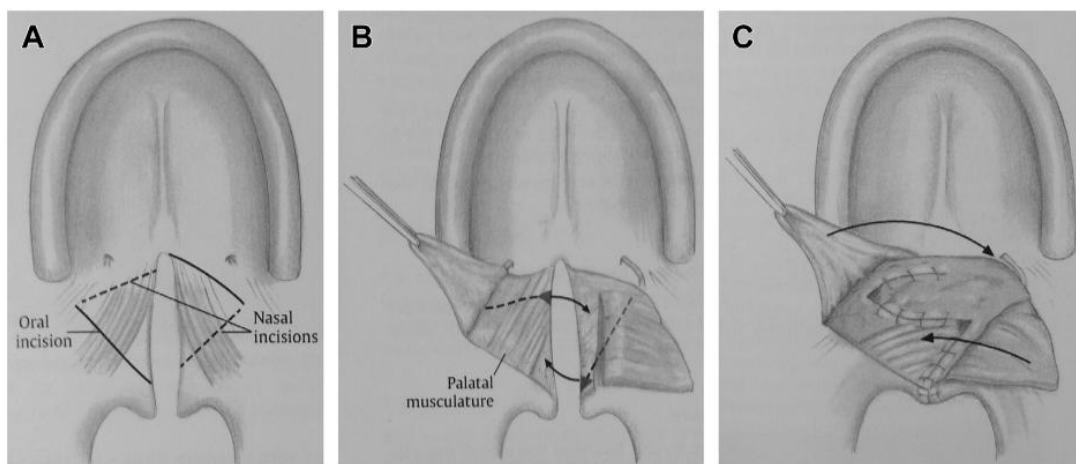 A
B
C
Oral
incision
Nasal
incisions
Palatal
musculature